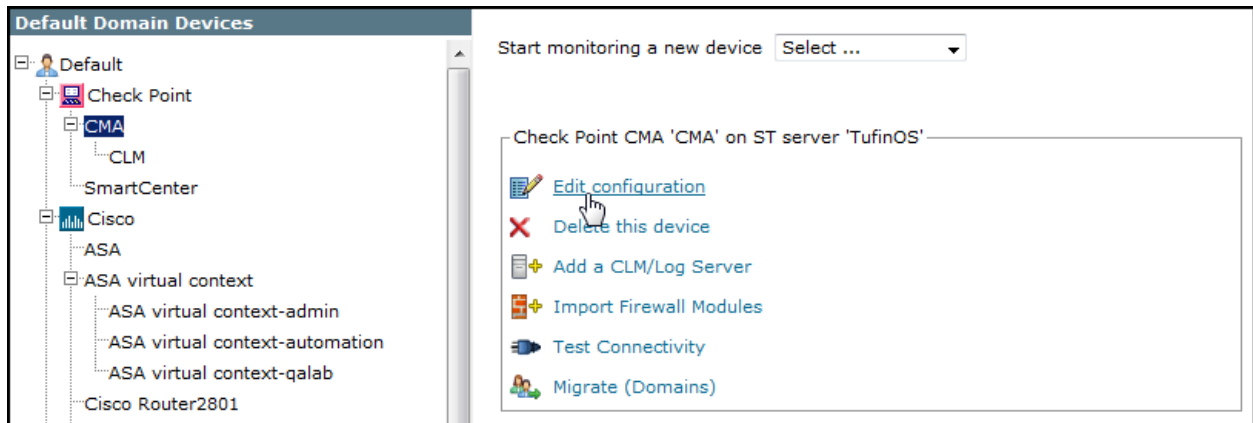 Default Domain Devices
Default
Check Point
CMA
CLM
SmartCenter
Cisco
ASA
ASA virtual context
ASA virtual context-admin
ASA virtual context-automation
ASA virtual context-qalab
Cisco Router2801
Start monitoring a new device Select ...
Check Point CMA 'CMA' on ST server 'TufinOS'
Edit configuration
Delete this device
Add a CLM/Log Server
Import Firewall Modules
Test Connectivity
Migrate (Domains)